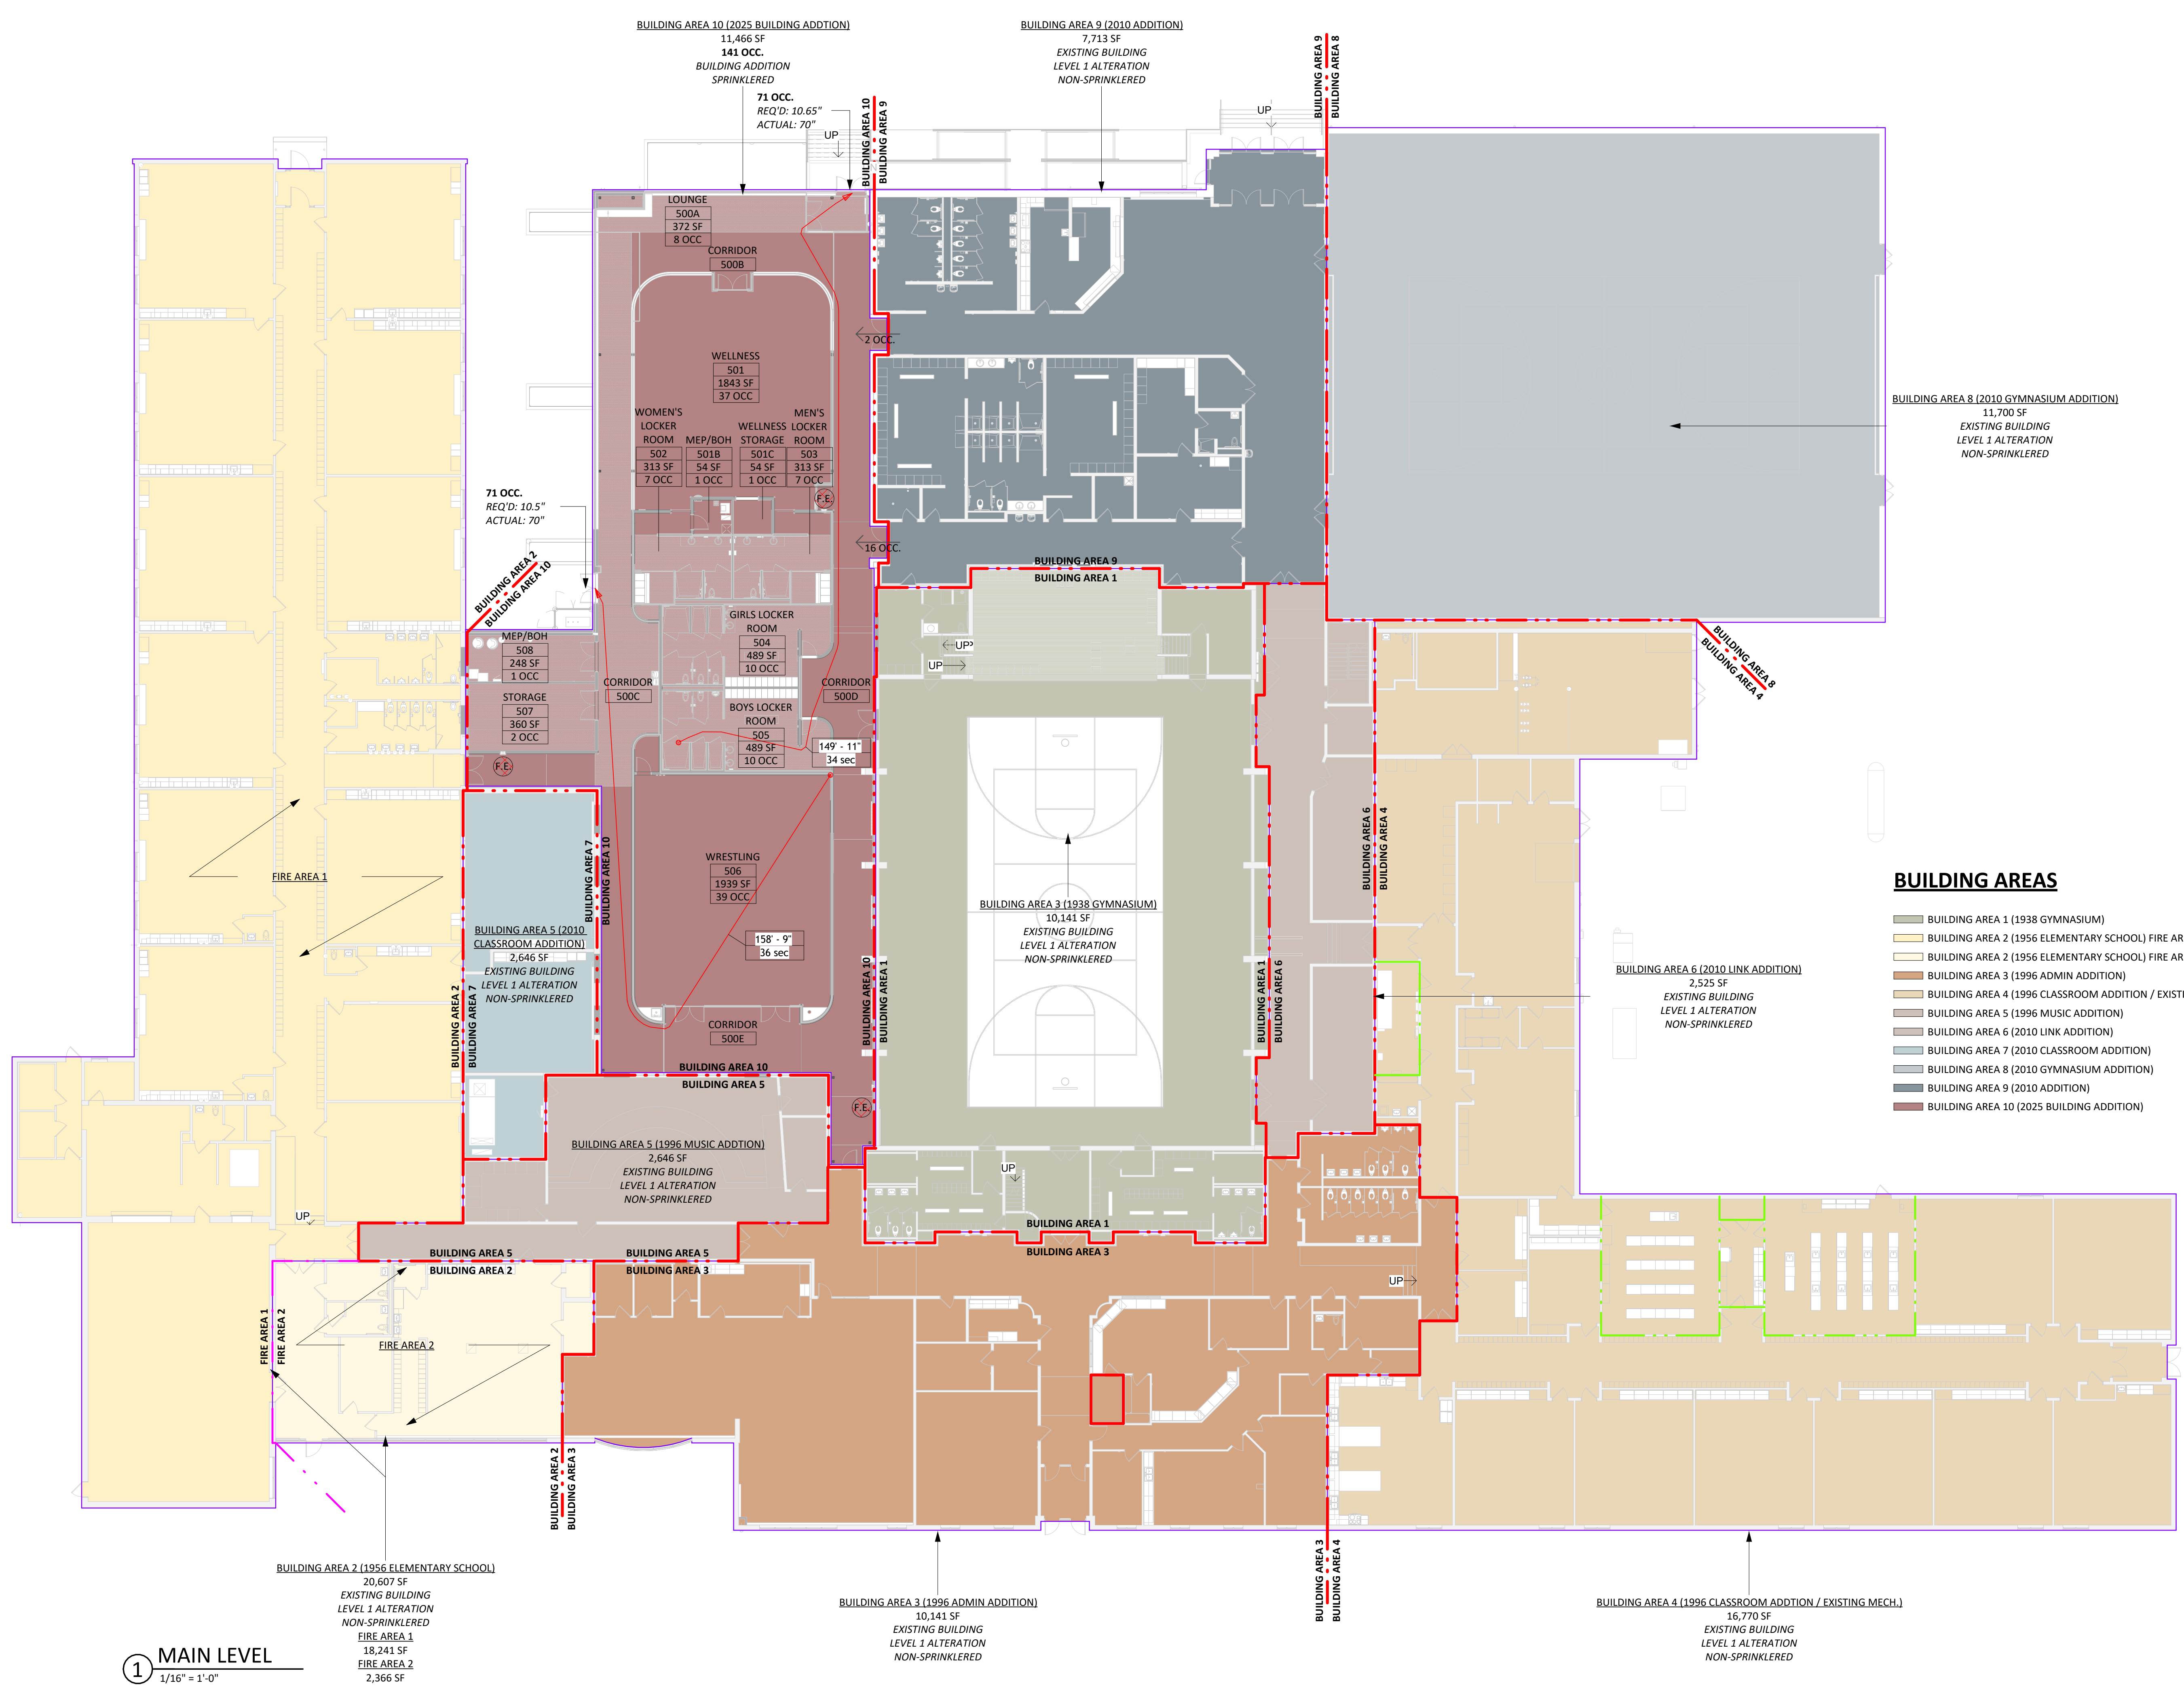 BUILDING AREA 10 (2025 BUILDING ADDTION)
11,466 SF
141 OCC.
BUILDING ADDITION
SPRINKLERED
71 OCC.
REQ'D: 10.65"
ACTUAL: 70"
UP
BUILDING AREA 10
BUILDING AREA 9
BUILDING AREA 9 (2010 ADDITION)
7,713 SF
EXISTING BUILDING
LEVEL 1 ALTERATION
NON-SPRINKLERED
UP
BUILDING AREA 9
BUILDING AREA 8
LOUNGE
500A
372 SF
8 OCC
CORRIDOR
500B
2 OCC.
WELLNESS
501
1843 SF
37 OCC
WOMEN'S
LOCKER
ROOM
502
313 SF
7 OCC
MEP/BOH
501B
54 SF
1 OCC
WELLNESS
STORAGE
501C
54 SF
1 OCC
MEN'S
LOCKER
ROOM
503
313 SF
7 OCC
F.E.
16 OCC.
BUILDING AREA 8 (2010 GYMNASIUM ADDITION)
11,700 SF
EXISTING BUILDING
LEVEL 1 ALTERATION
NON-SPRINKLERED
71 OCC.
REQ'D: 10.5"
ACTUAL: 70"
BUILDING AREA 2
BUILDING AREA 10
BUILDING AREA 9
BUILDING AREA 1
GIRLS LOCKER
ROOM
504
489 SF
10 OCC
MEP/BOH
508
248 SF
1 OCC
STORAGE
507
360 SF
2 OCC
F.E.
CORRIDOR
500C
CORRIDOR
500D
BOYS LOCKER
ROOM
505
489 SF
10 OCC
149' - 11"
34 sec
UP
UP
BUILDING AREA 8
BUILDING AREA 4
BUILDING AREA 7
BUILDING AREA 10
WRESTLING
506
1939 SF
39 OCC
158' - 9"
36 sec
CORRIDOR
500E
FIRE AREA 1
BUILDING AREA 5 (2010
CLASSROOM ADDITION)
2,646 SF
EXISTING BUILDING
LEVEL 1 ALTERATION
NON-SPRINKLERED
BUILDING AREA 2
BUILDING AREA 7
BUILDING AREA 10
BUILDING AREA 1
BUILDING AREA 3 (1938 GYMNASIUM)
10,141 SF
EXISTING BUILDING
LEVEL 1 ALTERATION
NON-SPRINKLERED
BUILDING AREA 1
BUILDING AREA 6
BUILDING AREA 6
BUILDING AREA 4
BUILDING AREA 6 (2010 LINK ADDITION)
2,525 SF
EXISTING BUILDING
LEVEL 1 ALTERATION
NON-SPRINKLERED
BUILDING AREAS
BUILDING AREA 1 (1938 GYMNASIUM)
BUILDING AREA 2 (1956 ELEMENTARY SCHOOL) FIRE AR
BUILDING AREA 2 (1956 ELEMENTARY SCHOOL) FIRE AR
BUILDING AREA 3 (1996 ADMIN ADDITION)
BUILDING AREA 4 (1996 CLASSROOM ADDITION / EXISTI
BUILDING AREA 5 (1996 MUSIC ADDITION)
BUILDING AREA 6 (2010 LINK ADDITION)
BUILDING AREA 7 (2010 CLASSROOM ADDITION)
BUILDING AREA 8 (2010 GYMNASIUM ADDITION)
BUILDING AREA 9 (2010 ADDITION)
BUILDING AREA 10 (2025 BUILDING ADDITION)
BUILDING AREA 10
BUILDING AREA 5
F.E.
BUILDING AREA 5 (1996 MUSIC ADDTION)
2,646 SF
EXISTING BUILDING
LEVEL 1 ALTERATION
NON-SPRINKLERED
UP
UP
BUILDING AREA 1
BUILDING AREA 3
UP
BUILDING AREA 5
BUILDING AREA 2
BUILDING AREA 5
BUILDING AREA 3
FIRE AREA 1
FIRE AREA 2
FIRE AREA 2
BUILDING AREA 2
BUILDING AREA 3
BUILDING AREA 3
BUILDING AREA 4
BUILDING AREA 2 (1956 ELEMENTARY SCHOOL)
20,607 SF
EXISTING BUILDING
LEVEL 1 ALTERATION
NON-SPRINKLERED
FIRE AREA 1
18,241 SF
FIRE AREA 2
2,366 SF
BUILDING AREA 3 (1996 ADMIN ADDITION)
10,141 SF
EXISTING BUILDING
LEVEL 1 ALTERATION
NON-SPRINKLERED
BUILDING AREA 4 (1996 CLASSROOM ADDTION / EXISTING MECH.)
16,770 SF
EXISTING BUILDING
LEVEL 1 ALTERATION
NON-SPRINKLERED
1
MAIN LEVEL
1/16" = 1'-0"